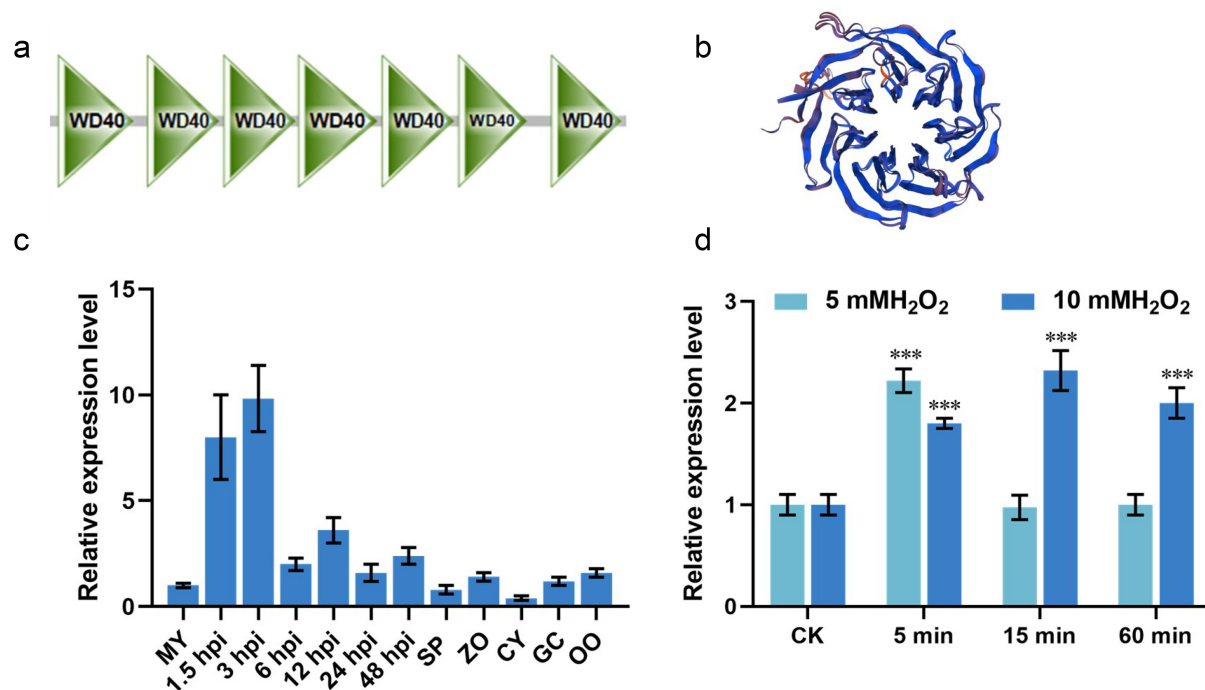 a
b
WD40 WD40 WD40 WD40 WD40 WD40 WD40
c
d
Relative expression level
15
10
5
0
MY 1.5 hpi 3 hpi 6 hpi 12 hpi 24 hpi 48 hpi SP ZO CY GC OO
Relative expression level
5 mMH₂O₂ 10 mMH₂O₂
3
2
1
0
*** *** *** ***
CK 5 min 15 min 60 min